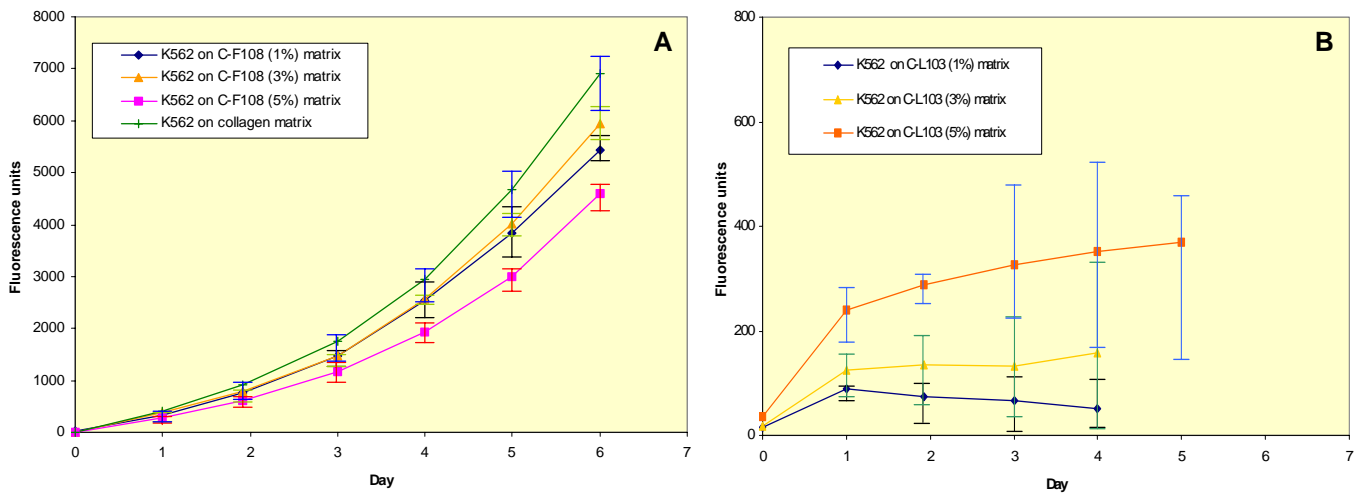 A
K562 on C-F108 (1%) matrix
K562 on C-F108 (3%) matrix
K562 on C-F108 (5%) matrix
K562 on collagen matrix
Fluorescence units
8000
7000
6000
5000
4000
3000
2000
1000
0
0 1 2 3 4 5 6 7
Day
B
K562 on C-L103 (1%) matrix
K562 on C-L103 (3%) matrix
K562 on C-L103 (5%) matrix
Fluorescence units
800
600
400
200
0
0 1 2 3 4 5 6 7
Day